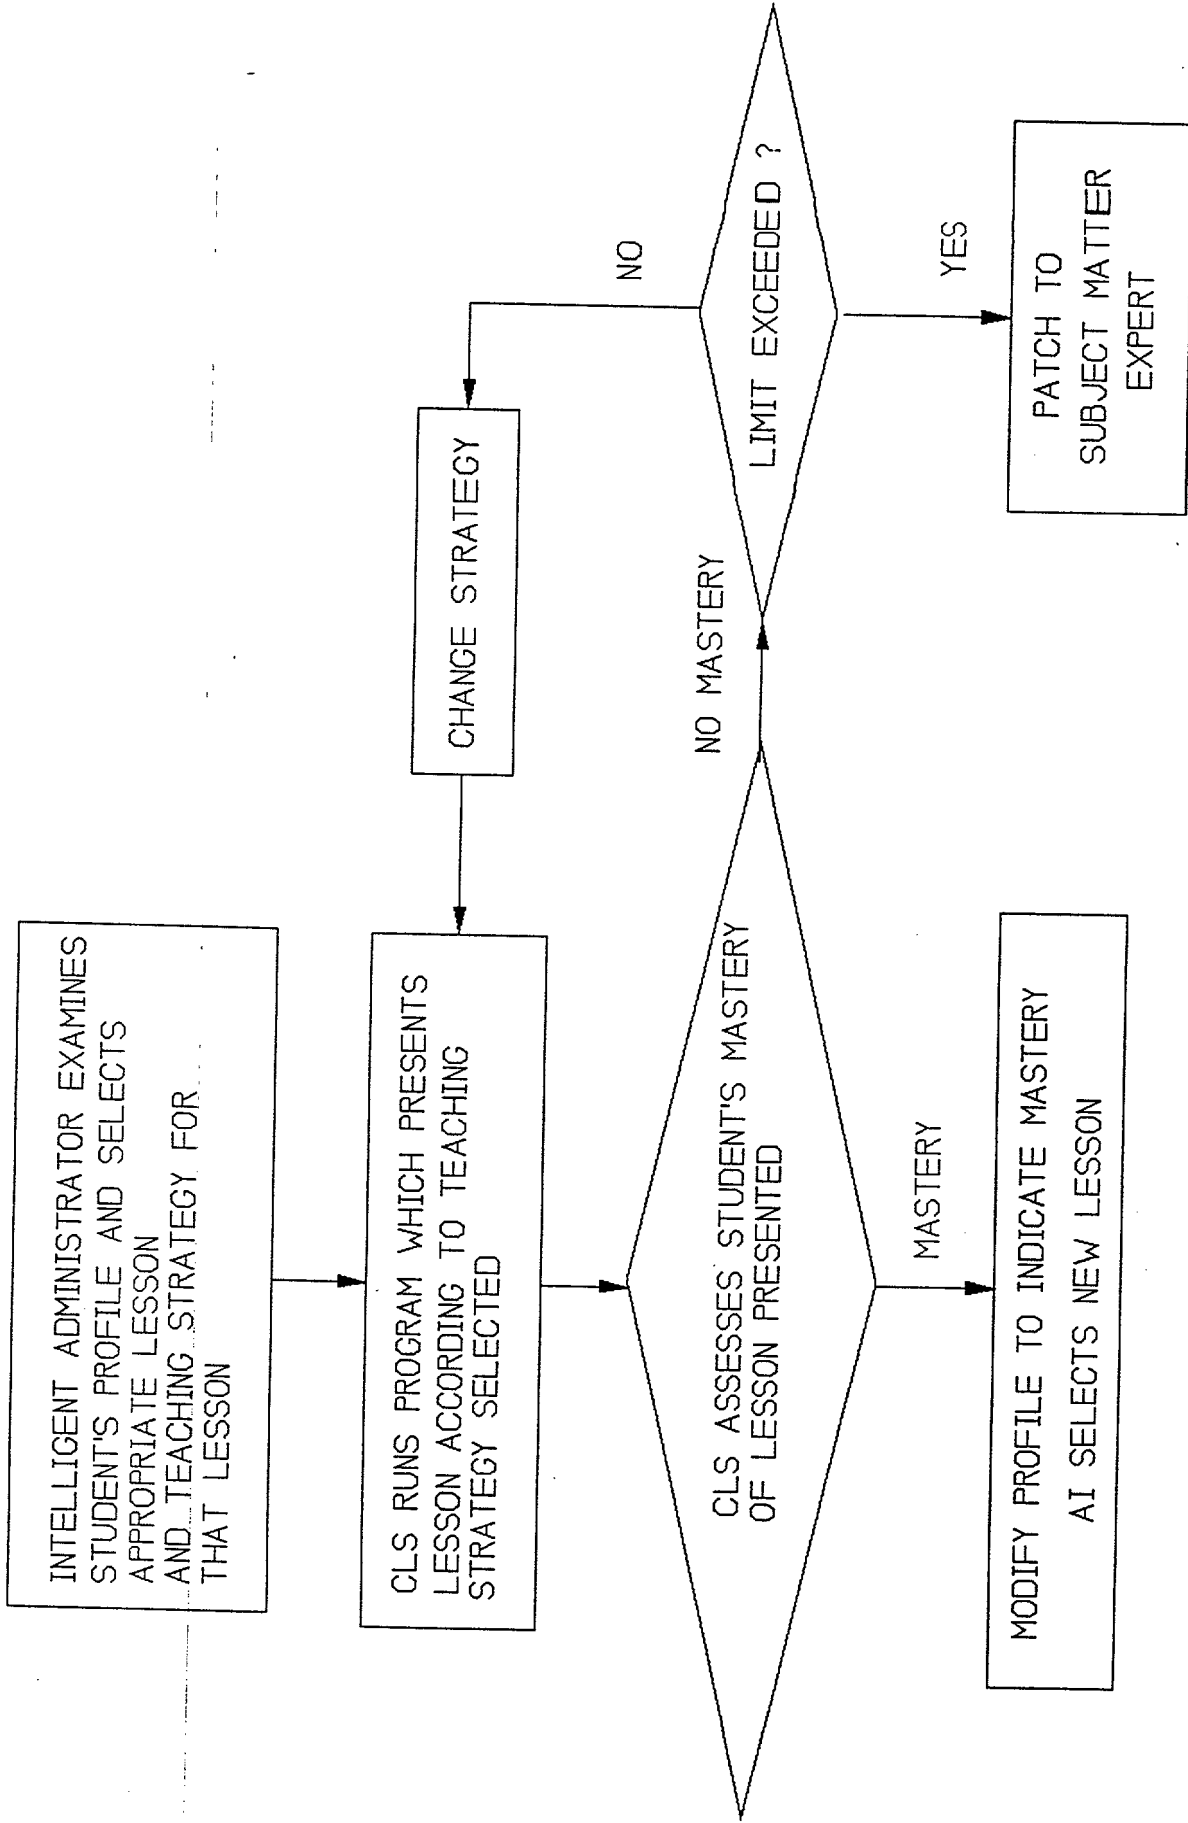 INTELLIGENT ADMINISTRATOR EXAMINES
STUDENT'S PROFILE AND SELECTS
APPROPRIATE LESSON
AND TEACHING STRATEGY FOR
THAT LESSON
CLS RUNS PROGRAM WHICH PRESENTS
LESSON ACCORDING TO TEACHING
STRATEGY SELECTED
CHANGE STRATEGY
CLS ASSESSES STUDENT'S MASTERY
OF LESSON PRESENTED
NO MASTERY
LIMIT EXCEEDED ?
NO
YES
MASTERY
MODIFY PROFILE TO INDICATE MASTERY
AI SELECTS NEW LESSON
PATCH TO
SUBJECT MATTER
EXPERT